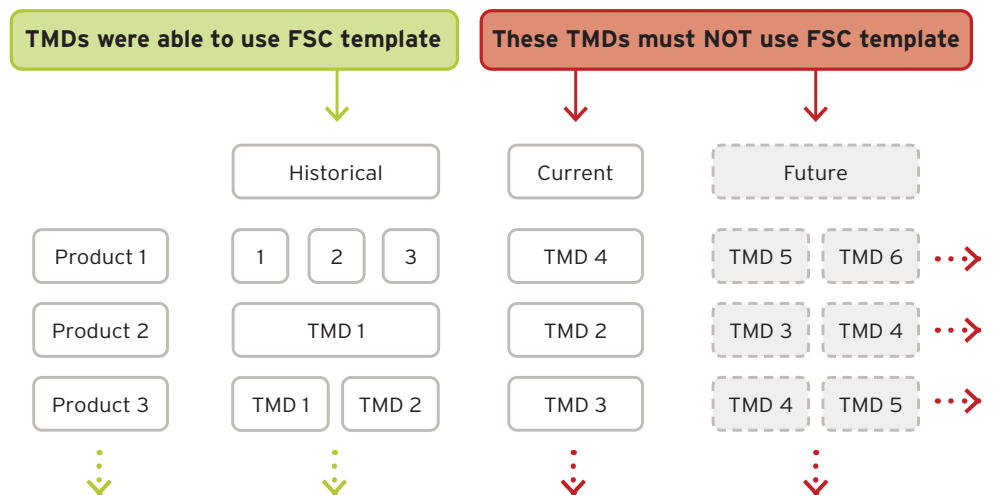 TMDs were able to use FSC template
These TMDs must NOT use FSC template
Historical
Current
Future
Product 1
1
2
3
TMD 4
TMD 5
TMD 6
Product 2
TMD 1
TMD 2
TMD 3
TMD 4
Product 3
TMD 1
TMD 2
TMD 3
TMD 4
TMD 5